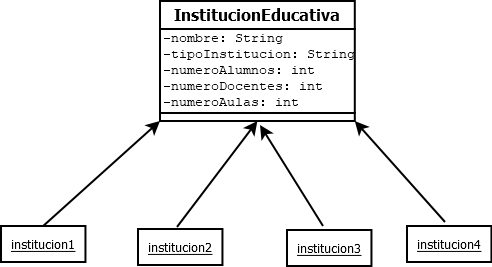 InstitucionEducativa
-nombre: String
-tipoInstitucion: String
-numeroAlumnos: int
-numeroDocentes: int
-numeroAulas: int
institucion1
institucion2
institucion3
institucion4